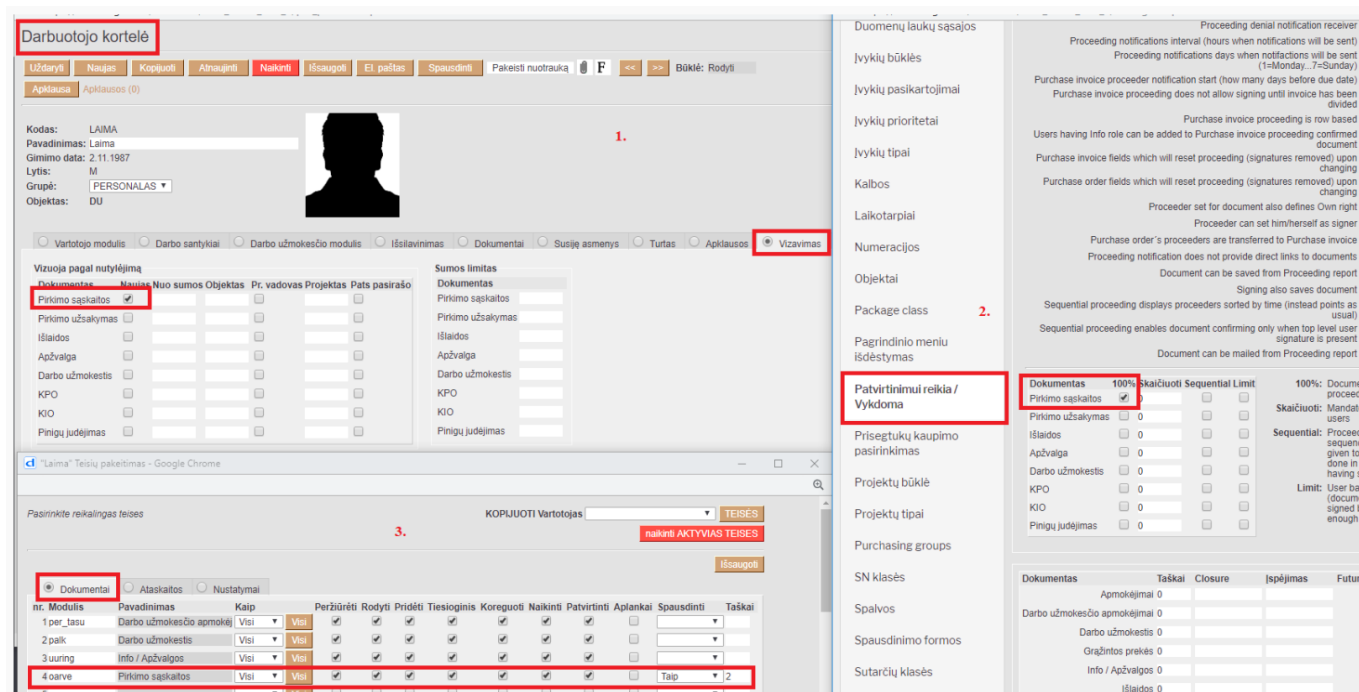 Darbuotojo kortelė
Uždaryti Naujas Kopijuoti Atnaujinti Naikinti Išsaugoti El. paštas Spausdinti Pakeisti nuotrauką F << >> Būklė: Rodyti
Apklausa Apklausos (0)
1.
Kodas: LAIMA
Pavadinimas: Laima
Gimimo data: 2.11.1987
Lytis: M
Grupė: PERSONALAS
Objektas: DU
Vartotojo modulis Darbo santykiai Darbo užmokesčio modulis Išsilavinimas Dokumentai Susiję asmenys Turtas Apklausos Vizavimas
Vizuoja pagal nutylėjimą
Dokumentas Naujas Nuo sumos Objektas Pr. vadovas Projektas Pats pasirašo
Pirkimo sąskaitos
Pirkimo užsakymas
Išlaidos
Apžvalga
Darbo užmokestis
KPO
KIO
Pinigų judėjimas
Sumos limitas
Dokumentas
Pirkimo sąskaitos
Pirkimo užsakymas
Išlaidos
Apžvalga
Darbo užmokestis
KPO
KIO
Pinigų judėjimas
"Laima" Teisių pakeitimas - Google Chrome
Pasirinkite reikalingas teises
KOPIJUOTI Vartotojas TEISĖS
3.
naikinti AKTYVIAS TEISES
Išsaugoti
Dokumentai Ataskaitos Nustatymai
nr. Modulis Pavadinimas Kaip Peržiūrėti Rodyti Pridėti Tiesioginis Koreguoti Naikinti Patvirtinti Aplankai Spausdinti Taškai
1 per_tasu Darbo užmokesčio apmokėj Visi Visi
2 palk Darbo užmokestis Visi Visi
3 uuring Info / Apžvalgos Visi Visi
4 oarve Pirkimo sąskaitos Visi Visi Taip 2
Duomenų laukų sąsajos
Įvykių būklės
Įvykių pasikartojimai
Įvykių prioritetai
Įvykių tipai
Kalbos
Laikotarpiai
Numeracijos
Objektai
Package class
2.
Pagrindinio meniu
išdėstymas
Patvirtinimui reikia /
Vykdoma
Prisegtukų kaupimo
pasirinkimas
Projektų būklė
Projektų tipai
Purchasing groups
SN klasės
Spalvos
Spausdinimo formos
Sutarčių klasės
Proceeding denial notification receiver
Proceeding notifications interval (hours when notifications will be sent)
Proceeding notifications days when notifactions will be sent
(1=Monday...7=Sunday)
Purchase invoice proceeder notification start (how many days before due date)
Purchase invoice proceeding does not allow signing until invoice has been
divided
Purchase invoice proceeding is row based
Users having Info role can be added to Purchase invoice proceeding confirmed
document
Purchase invoice fields which will reset proceeding (signatures removed) upon
changing
Purchase order fields which will reset proceeding (signatures removed) upon
changing
Proceeder set for document also defines Own right
Proceeder can set him/herself as signer
Purchase order´s proceeders are transferred to Purchase invoice
Proceeding notification does not provide direct links to documents
Document can be saved from Proceeding report
Signing also saves document
Sequential proceeding displays proceeders sorted by time (instead points as
usual)
Sequential proceeding enables document confirming only when top level user
signature is present
Document can be mailed from Proceeding report
Dokumentas 100% Skaičiuoti Sequential Limit
Pirkimo sąskaitos 0
Pirkimo užsakymas 0
Išlaidos 0
Apžvalga 0
Darbo užmokestis 0
KPO 0
KIO 0
Pinigų judėjimas 0
100%: Docume
proceed
Skaičiuoti: Mandat
users
Sequential: Proceed
sequenc
given to
done in
having s
Limit: User ba
(docum
signed b
enough
Dokumentas Taškai Closure Įspėjimas Futur
Apmokėjimai 0
Darbo užmokesčio apmokėjimai 0
Darbo užmokestis 0
Grąžintos prekės 0
Info / Apžvalgos 0
Išlaidos 0